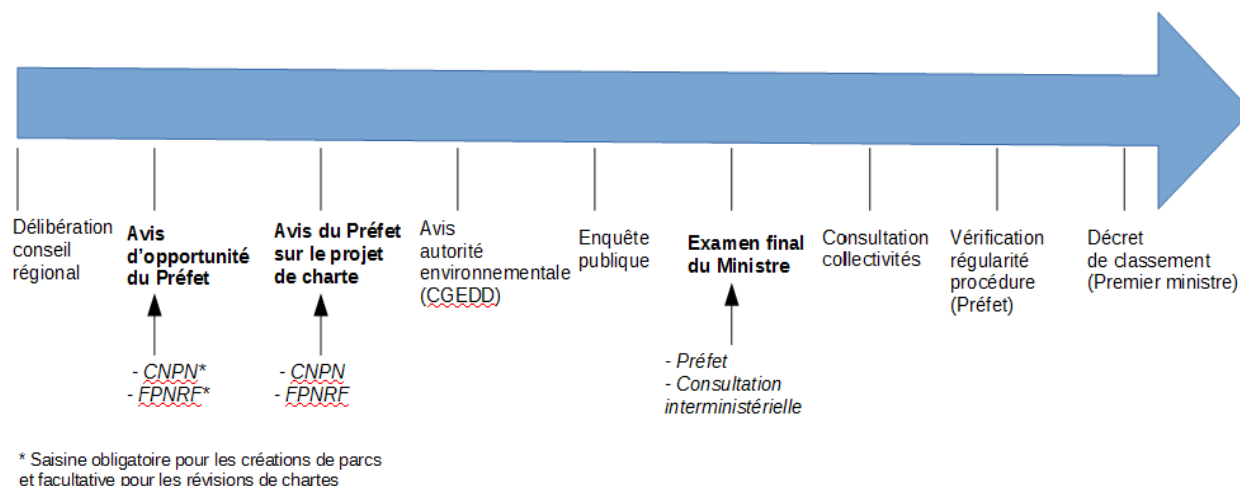 Délibération
conseil
régional
Avis
d'opportunité
du Préfet
Avis du Préfet
sur le projet
de charte
Avis
autorité
environnementale
(CGEDD)
Enquête
publique
Examen final
du Ministre
Consultation
collectivités
Vérification
régularité
procédure
(Préfet)
Décret
de classement
(Premier ministre)
- CNPN*
- FPNRF*
- CNPN
- FPNRF
- Préfet
- Consultation
interministérielle
* Saisine obligatoire pour les créations de parcs
et facultative pour les révisions de chartes